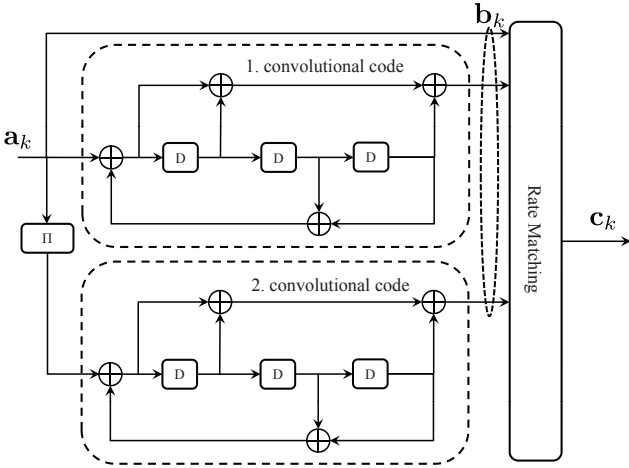 b_k
1. convolutional code
a_k
D
D
D
Rate Matching
c_k
Π
2. convolutional code
D
D
D